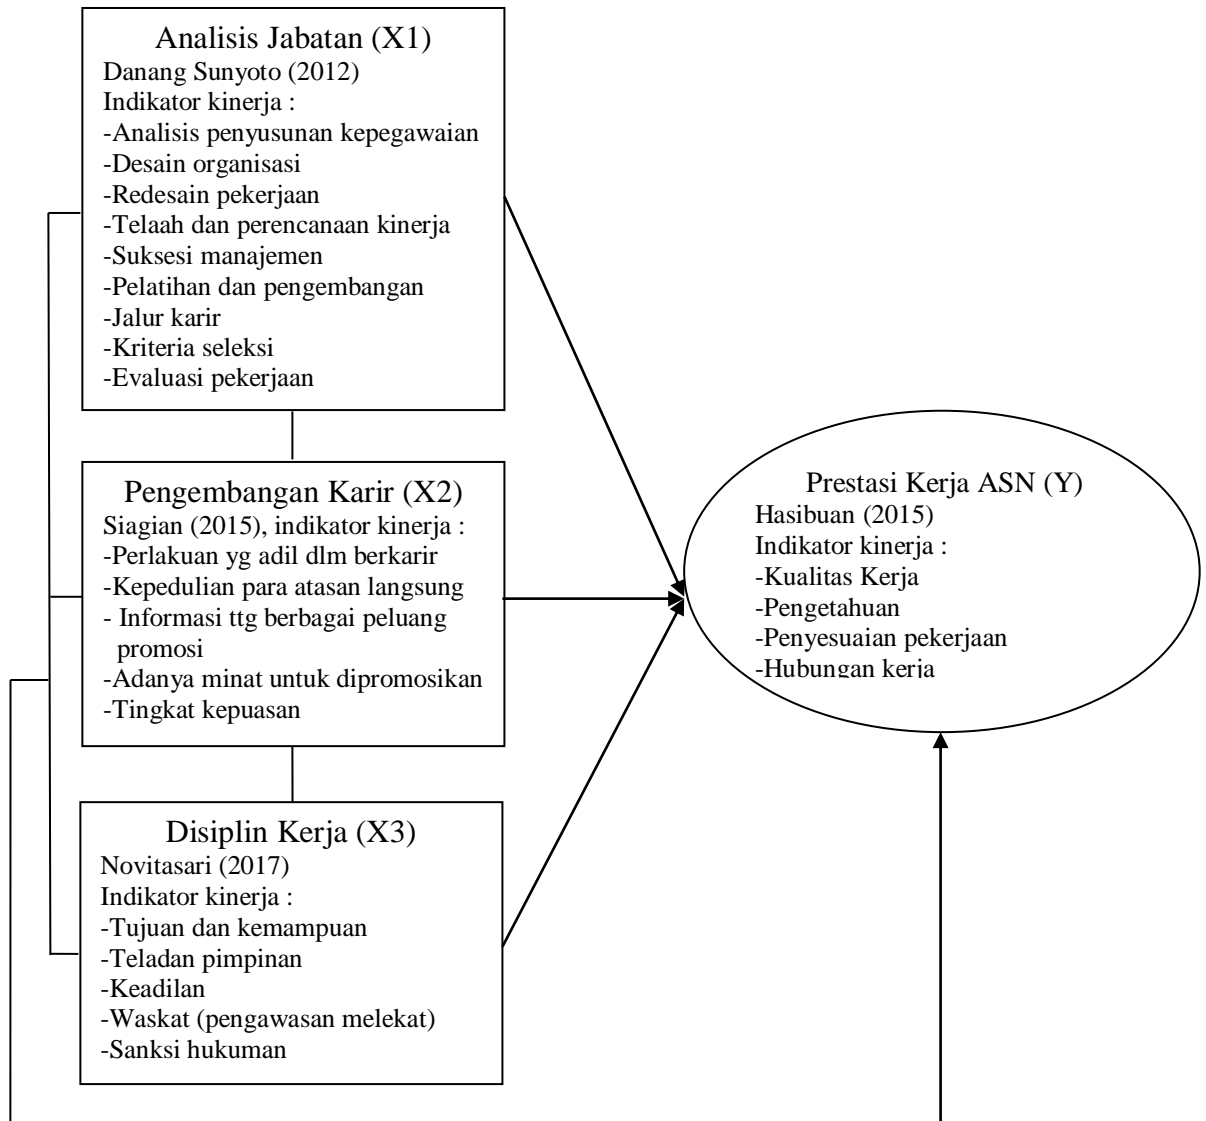 Analisis Jabatan (X1)
Danang Sunyoto (2012)
Indikator kinerja :
-Analisis penyusunan kepegawaian
-Desain organisasi
-Redesain pekerjaan
-Telaah dan perencanaan kinerja
-Suksesi manajemen
-Pelatihan dan pengembangan
-Jalur karir
-Kriteria seleksi
-Evaluasi pekerjaan
Pengembangan Karir (X2)
Siagian (2015), indikator kinerja :
-Perlakuan yg adil dlm berkarir
-Kepedulian para atasan langsung
- Informasi ttg berbagai peluang
promosi
-Adanya minat untuk dipromosikan
-Tingkat kepuasan
Disiplin Kerja (X3)
Novitasari (2017)
Indikator kinerja :
-Tujuan dan kemampuan
-Teladan pimpinan
-Keadilan
-Waskat (pengawasan melekat)
-Sanksi hukuman
Prestasi Kerja ASN (Y)
Hasibuan (2015)
Indikator kinerja :
-Kualitas Kerja
-Pengetahuan
-Penyesuaian pekerjaan
-Hubungan kerja